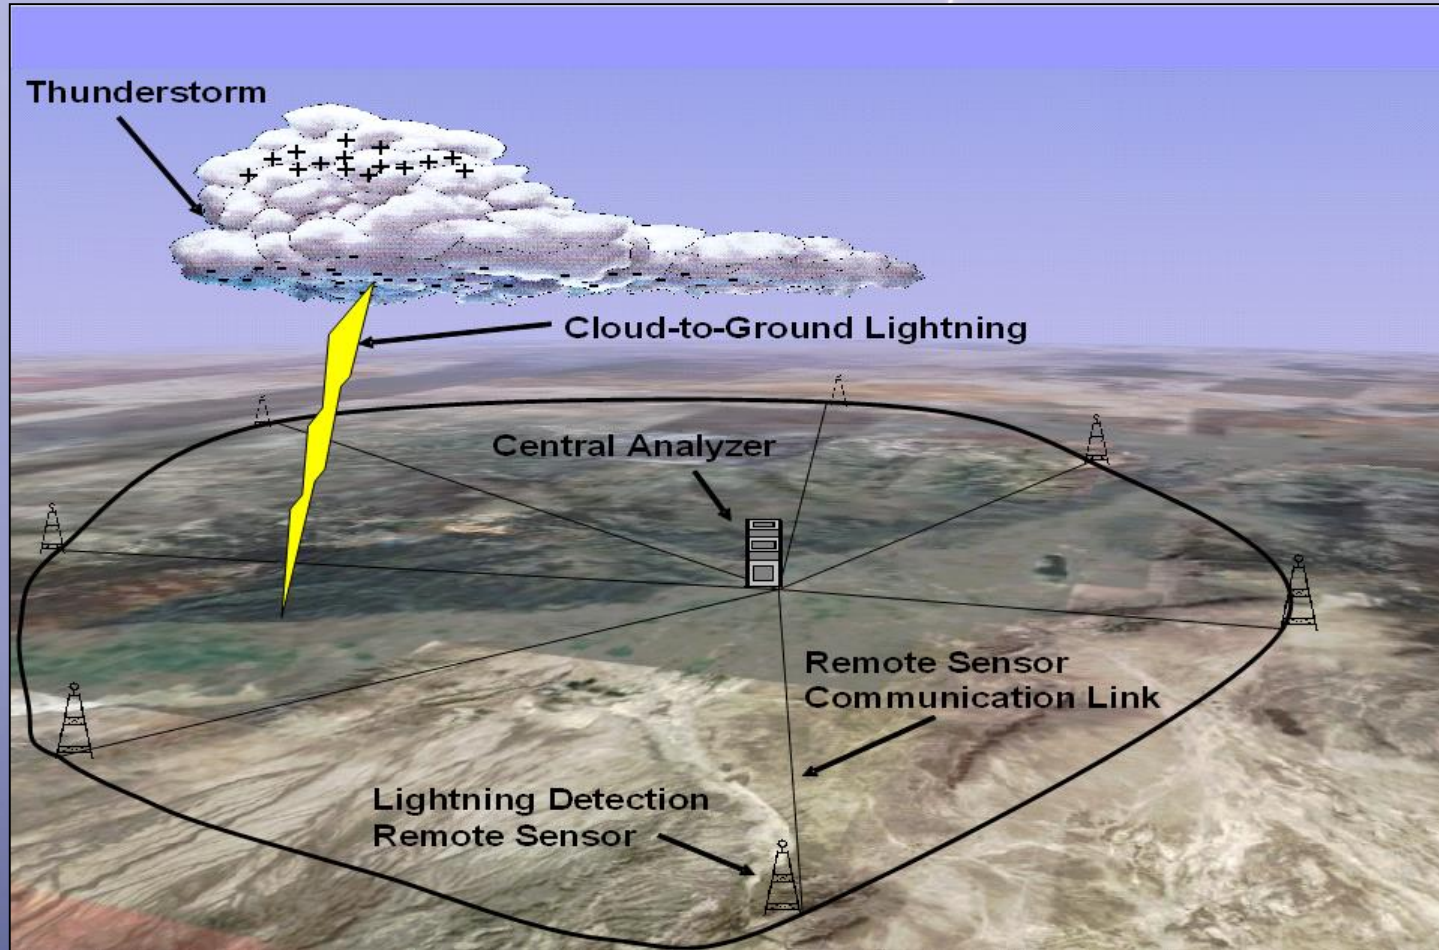 Thunderstorm
Cloud-to-Ground Lightning
Central Analyzer
Remote Sensor
Communication Link
Lightning Detection
Remote Sensor